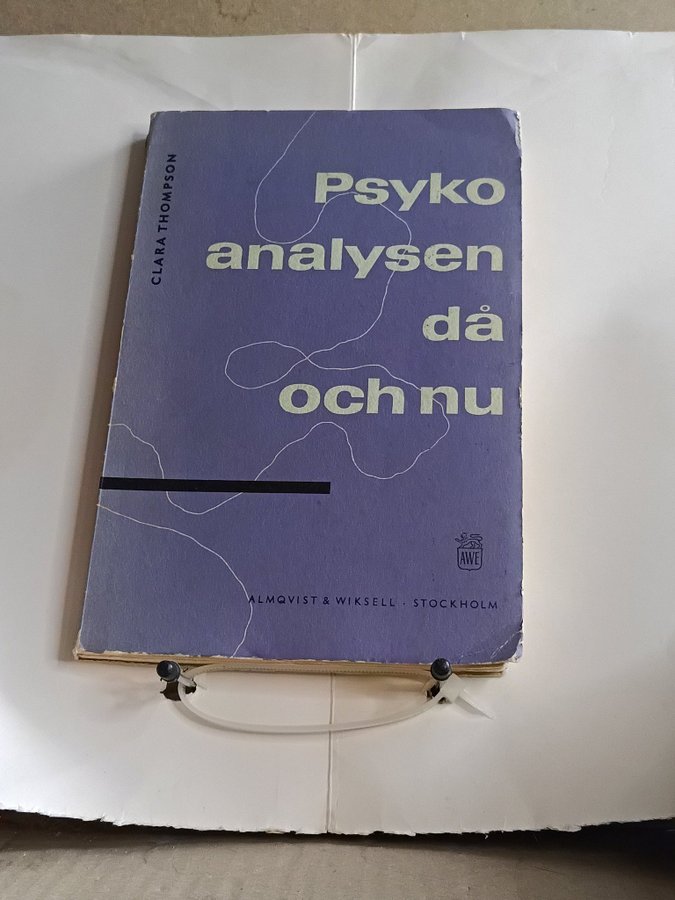 CLARA THOMPSON
Psyko
analysen
då
och nu
AWE
ALMQVIST & WIKSELL · STOCKHOLM